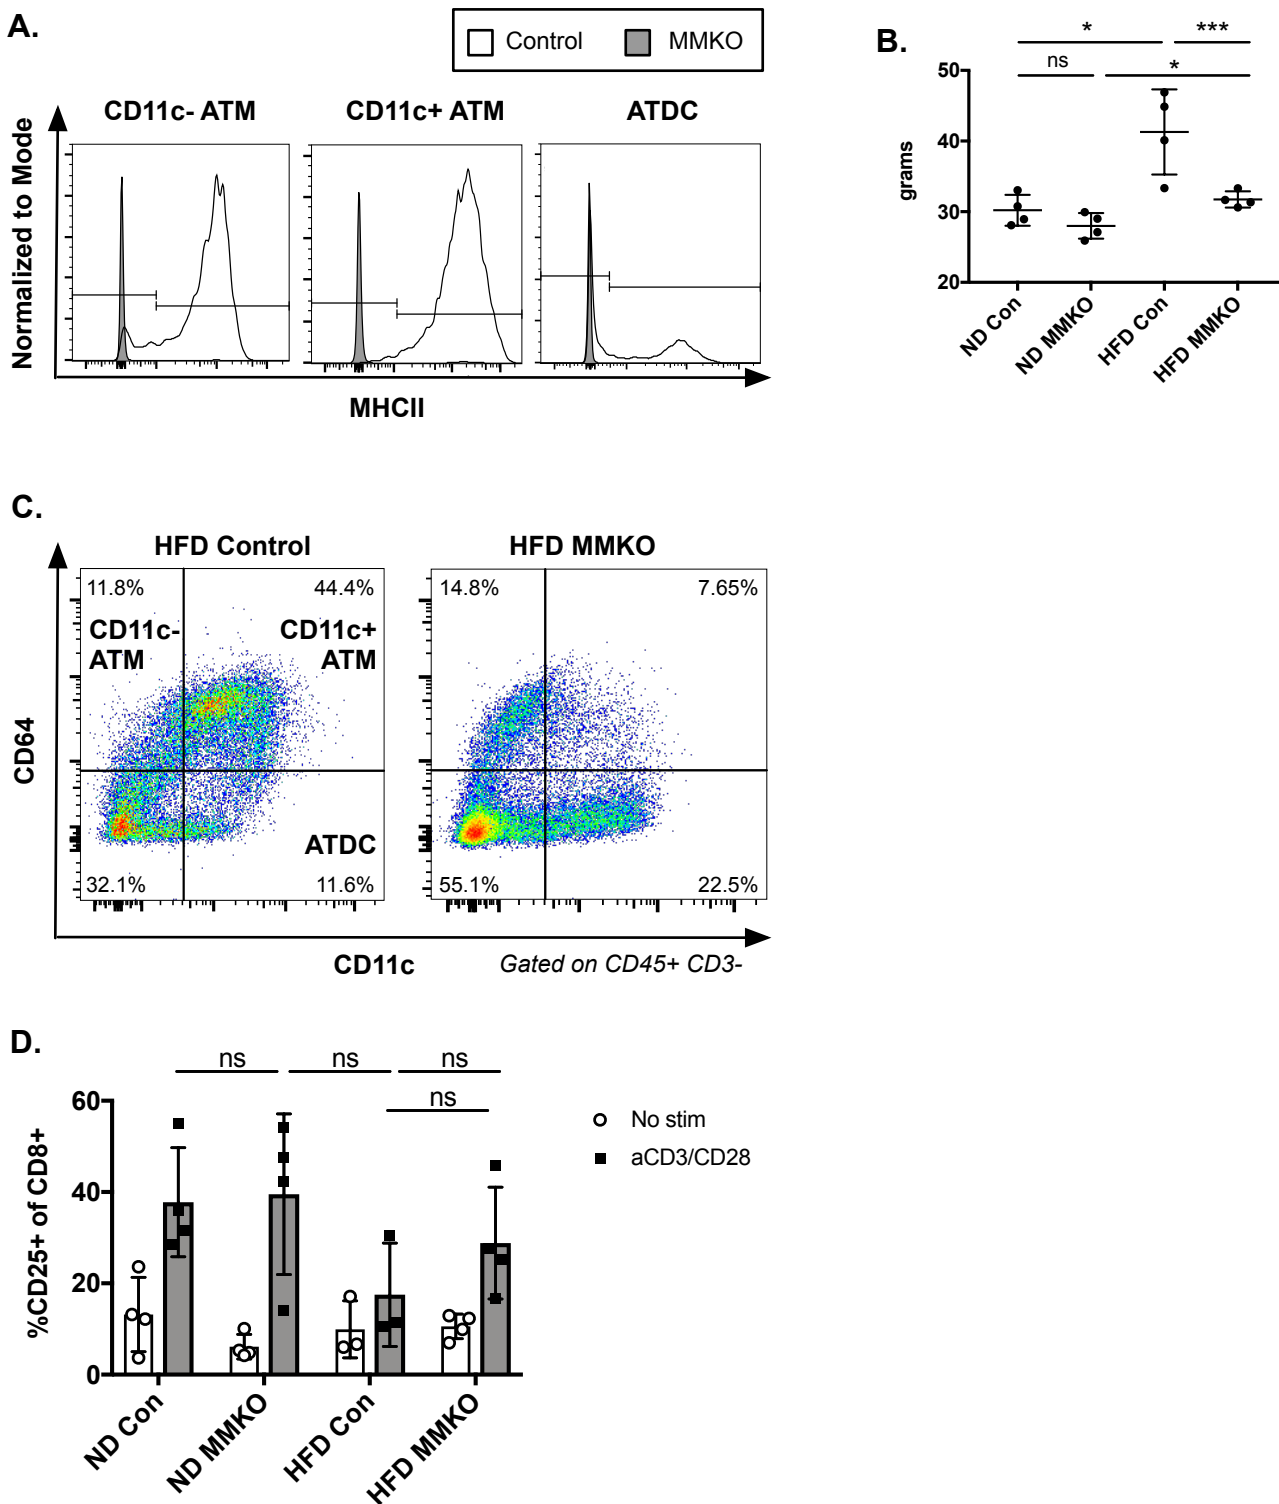 A.
Control
MMKO
CD11c- ATM
CD11c+ ATM
ATDC
Normalized to Mode
MHCII
B.
*
***
ns
*
50
40
30
20
grams
ND Con
ND MMKO
HFD Con
HFD MMKO
C.
HFD Control
HFD MMKO
11.8%
44.4%
CD11c-
ATM
CD11c+
ATM
ATDC
32.1%
11.6%
14.8%
7.65%
55.1%
22.5%
CD64
CD11c
Gated on CD45+ CD3-
D.
ns
ns
ns
ns
60
40
20
0
%CD25+ of CD8+
No stim
aCD3/CD28
ND Con
ND MMKO
HFD Con
HFD MMKO